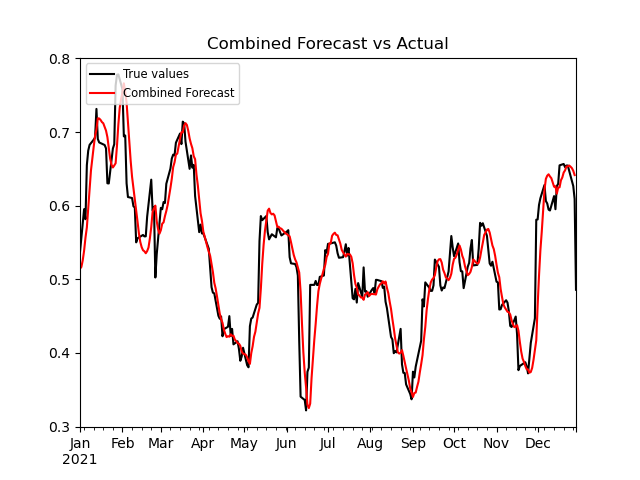 Combined Forecast vs Actual
True values
Combined Forecast
0.8
0.7
0.6
0.5
0.4
0.3
Jan Feb Mar Apr May Jun Jul Aug Sep Oct Nov Dec
2021